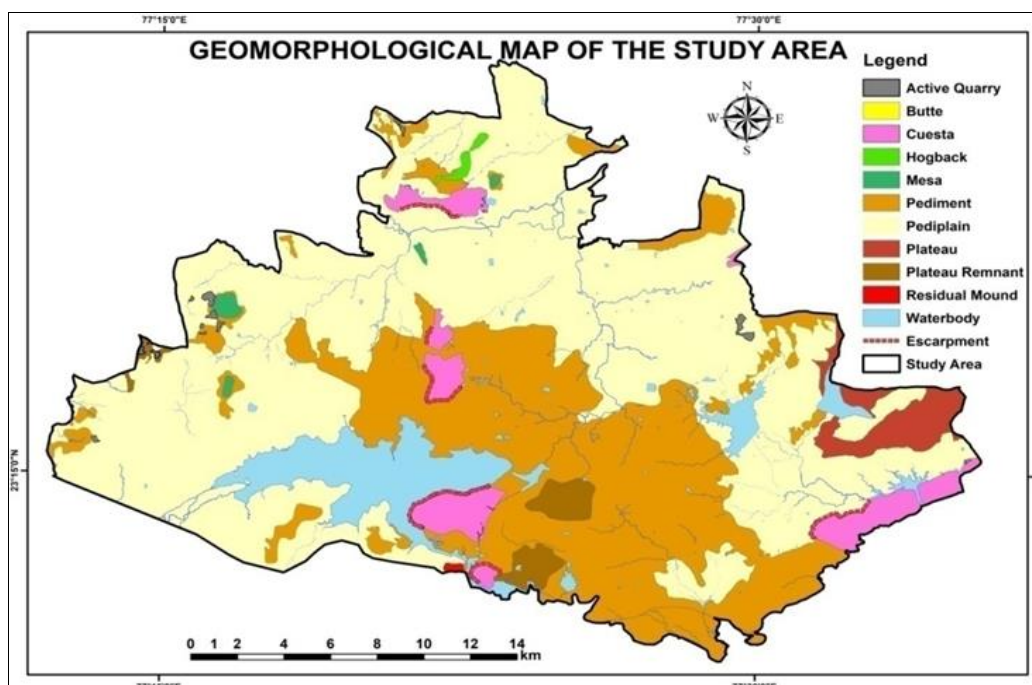 77°15'0"E
77°30'0"E
GEOMORPHOLOGICAL MAP OF THE STUDY AREA
Legend
Active Quarry
Butte
Cuesta
Hogback
Mesa
Pediment
Pediplain
Plateau
Plateau Remnant
Residual Mound
Waterbody
Escarpment
Study Area
N
W
E
S
23°15'0"N
0 1 2 4 6 8 10 12 14
km